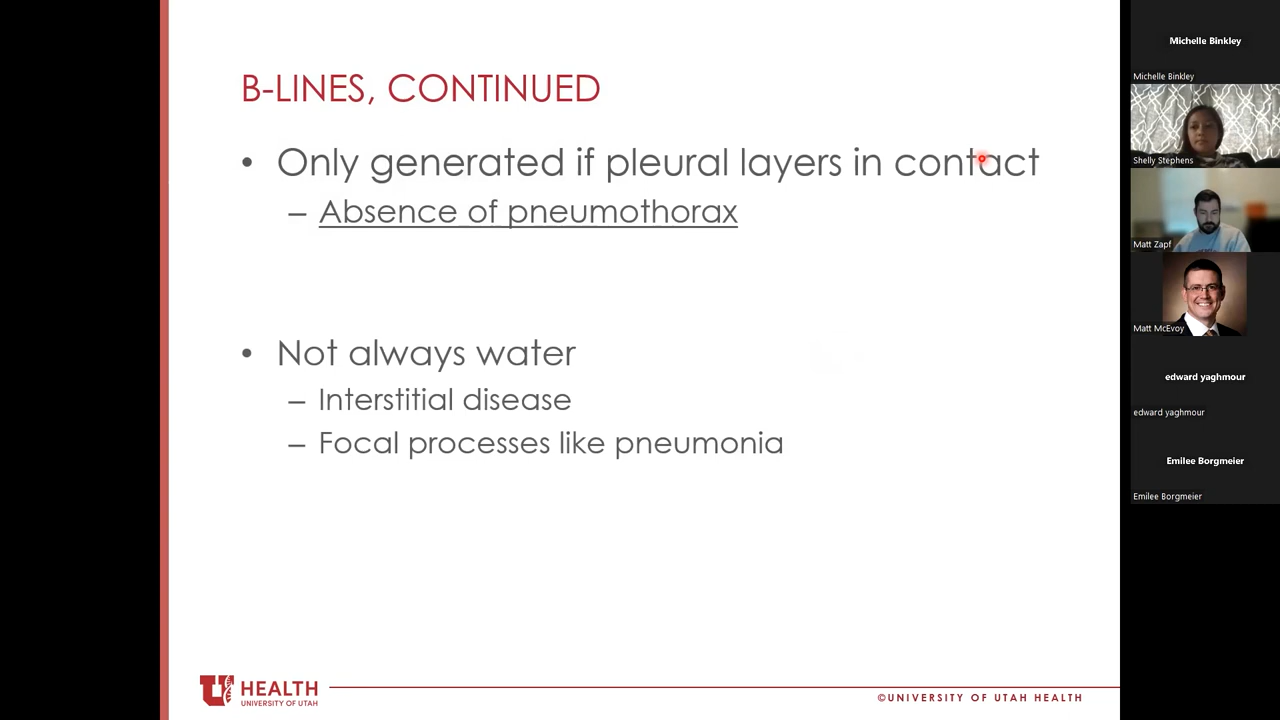 B-LINES, CONTINUED
• Only generated if pleural layers in contact
– Absence of pneumothorax
• Not always water
– Interstitial disease
– Focal processes like pneumonia
U HEALTH
UNIVERSITY OF UTAH
©UNIVERSITY OF UTAH HEALTH
Michelle Binkley
Michelle Binkley
Shelly Stephens
Matt Zapf
Matt McEvoy
edward yaghmour
edward yaghmour
Emilee Borgmeier
Emilee Borgmeier